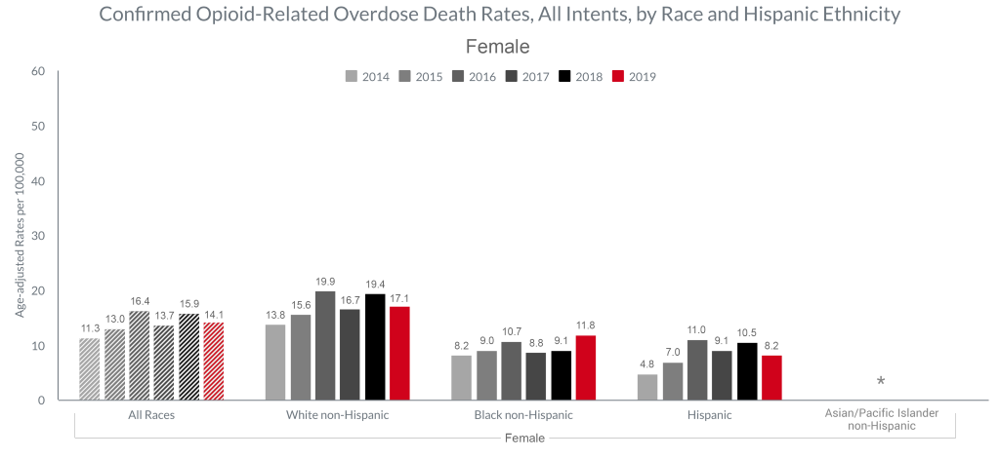 Confirmed Opioid-Related Overdose Death Rates, All Intents, by Race and Hispanic Ethnicity
Female
2014 2015 2016 2017 2018 2019
Age-adjusted Rates per 100,000
60
50
40
30
20
10
0
11.3 13.0 16.4 13.7 15.9 14.1
13.8 15.6 19.9 16.7 19.4 17.1
8.2 9.0 10.7 8.8 9.1 11.8
4.8 7.0 11.0 9.1 10.5 8.2
*
All Races
White non-Hispanic
Black non-Hispanic
Hispanic
Asian/Pacific Islander
non-Hispanic
Female